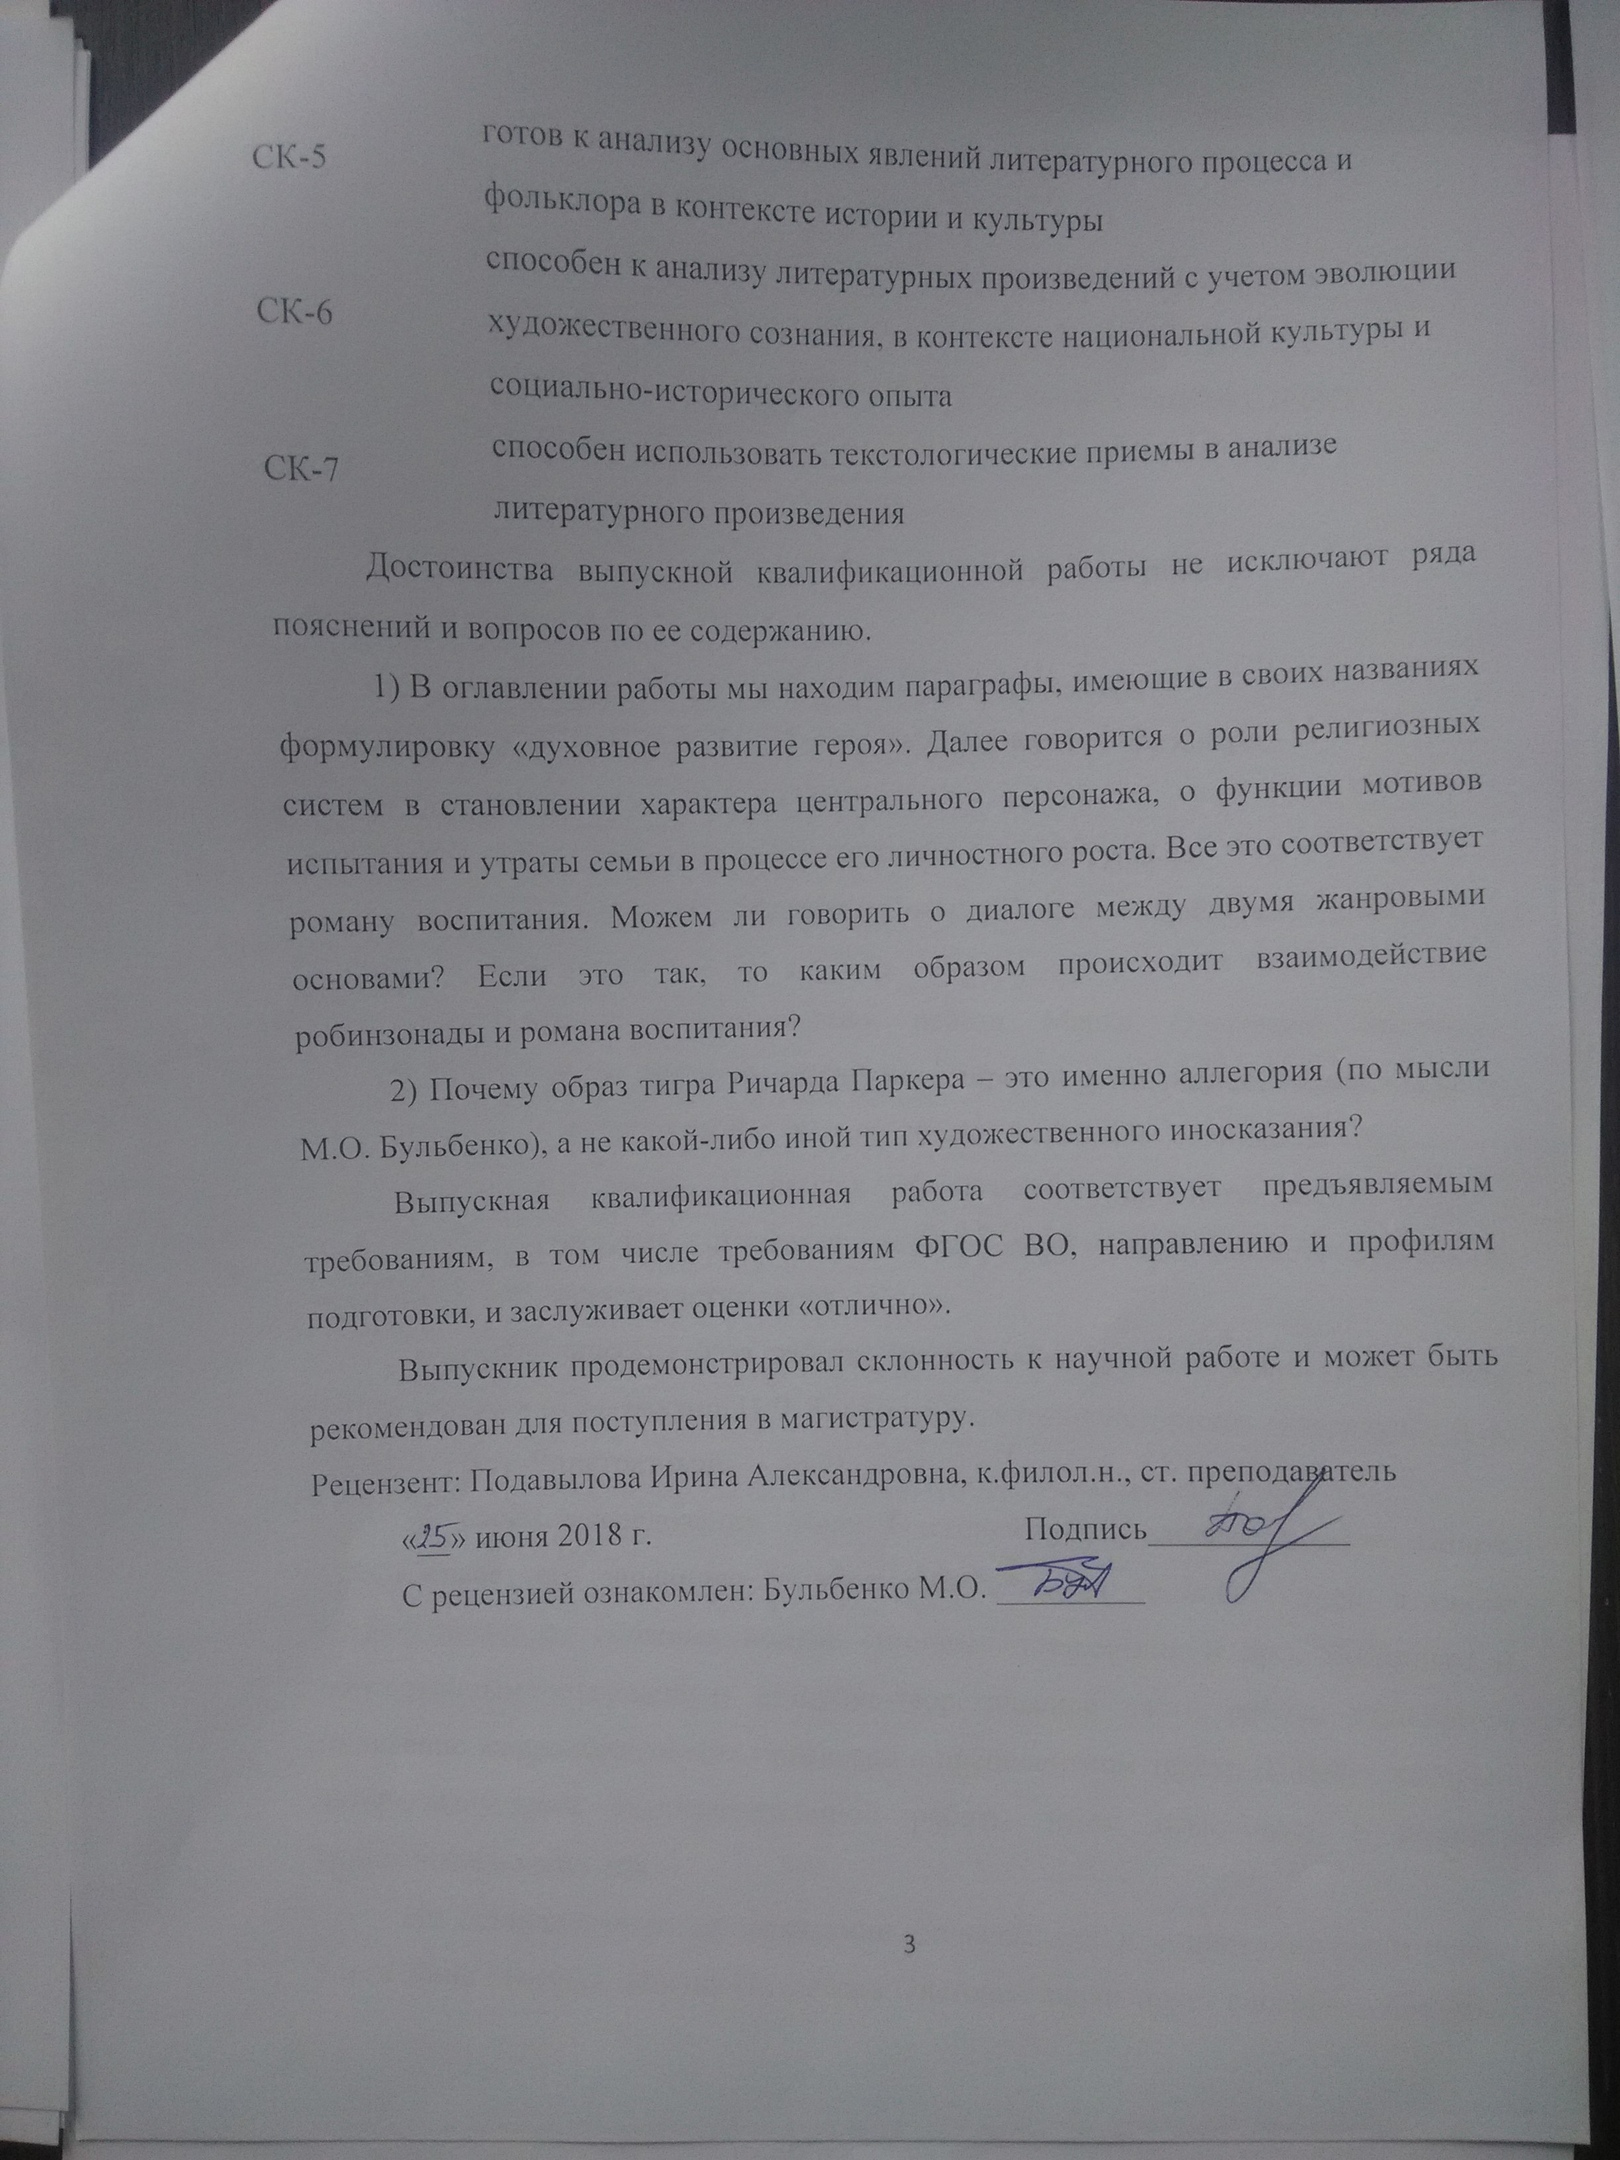 СК-5 готов к анализу основных явлений литературного процесса и
фольклора в контексте истории и культуры
СК-6 способен к анализу литературных произведений с учетом эволюции
художественного сознания, в контексте национальной культуры и
социально-исторического опыта
СК-7 способен использовать текстологические приемы в анализе
литературного произведения
Достоинства выпускной квалификационной работы не исключают ряда
пояснений и вопросов по ее содержанию.
1) В оглавлении работы мы находим параграфы, имеющие в своих названиях
формулировку «духовное развитие героя». Далее говорится о роли религиозных
систем в становлении характера центрального персонажа, о функции мотивов
испытания и утраты семьи в процессе его личностного роста. Все это соответствует
роману воспитания. Можем ли говорить о диалоге между двумя жанровыми
основами? Если это так, то каким образом происходит взаимодействие
робинзонады и романа воспитания?
2) Почему образ тигра Ричарда Паркера – это именно аллегория (по мысли
М.О. Бульбенко), а не какой-либо иной тип художественного иносказания?
Выпускная квалификационная работа соответствует предъявляемым
требованиям, в том числе требованиям ФГОС ВО, направлению и профилям
подготовки, и заслуживает оценки «отлично».
Выпускник продемонстрировал склонность к научной работе и может быть
рекомендован для поступления в магистратуру.
Рецензент: Подавылова Ирина Александровна, к.филол.н., ст. преподаватель
«25» июня 2018 г. Подпись
С рецензией ознакомлен: Бульбенко М.О.
3